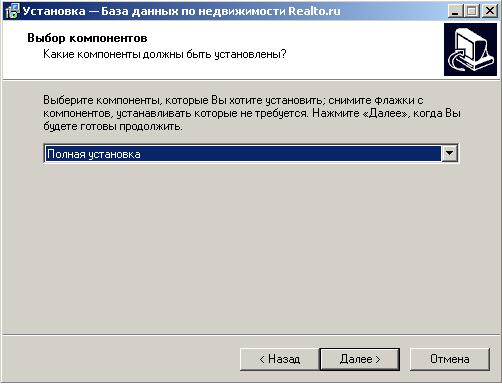 Установка — База данных по недвижимости Realto.ru
Выбор компонентов
Какие компоненты должны быть установлены?
Выберите компоненты, которые Вы хотите установить; снимите флажки с
компонентов, устанавливать которые не требуется. Нажмите «Далее», когда Вы
будете готовы продолжить.
Полная установка
< Назад
Далее >
Отмена